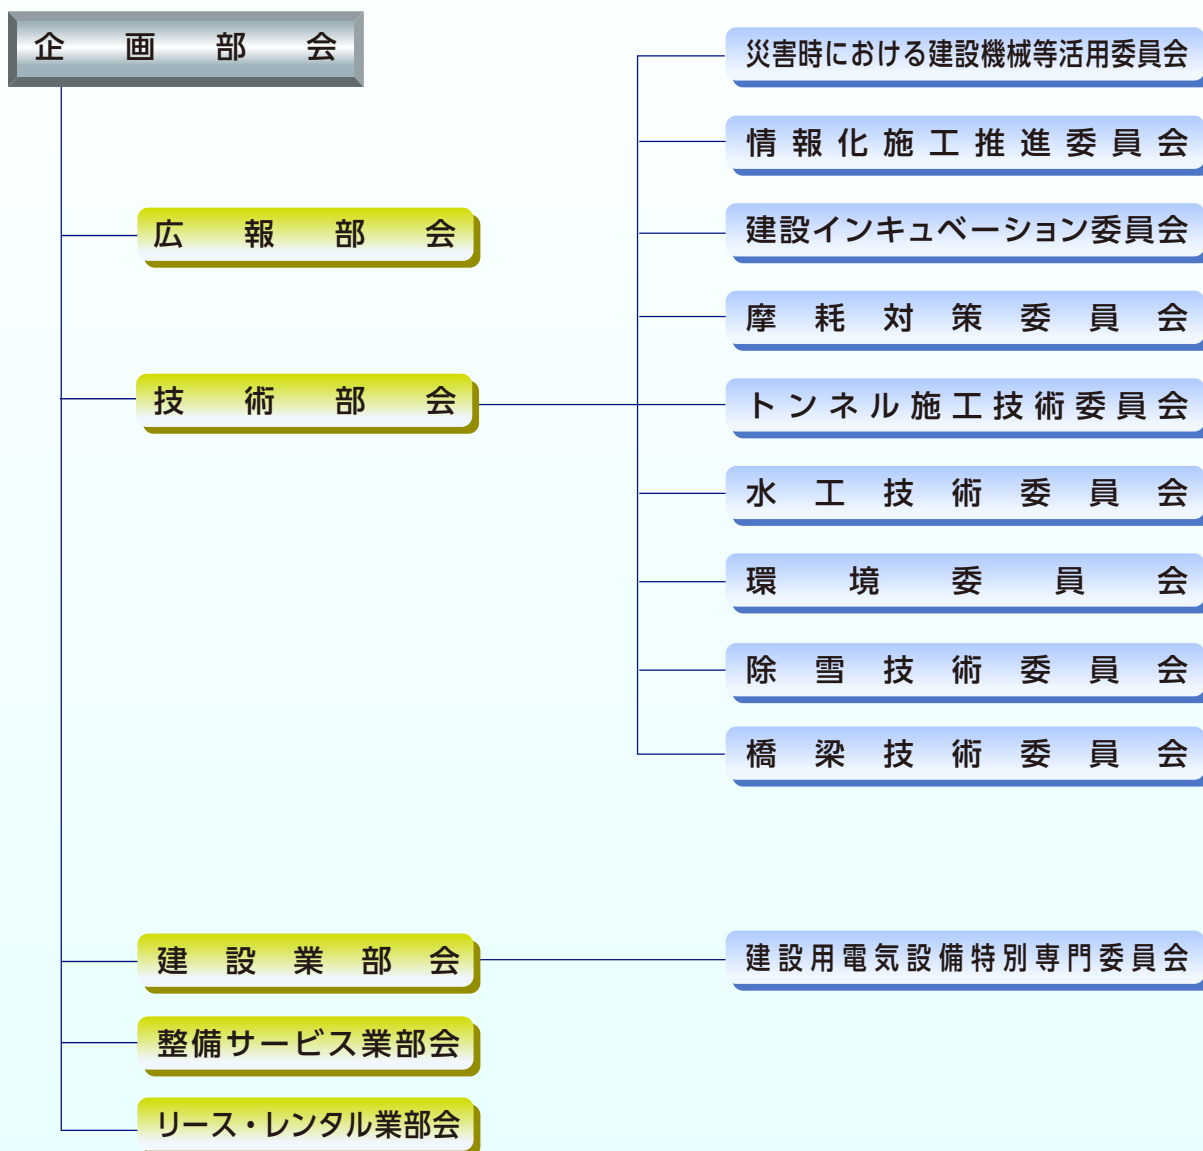 企画部会
広報部会
技術部会
災害時における建設機械等活用委員会
情報化施工推進委員会
建設インキュベーション委員会
摩耗対策委員会
トンネル施工技術委員会
水工技術委員会
環境委員会
除雪技術委員会
橋梁技術委員会
建設業部会
建設用電気設備特別専門委員会
整備サービス業部会
リース・レンタル業部会